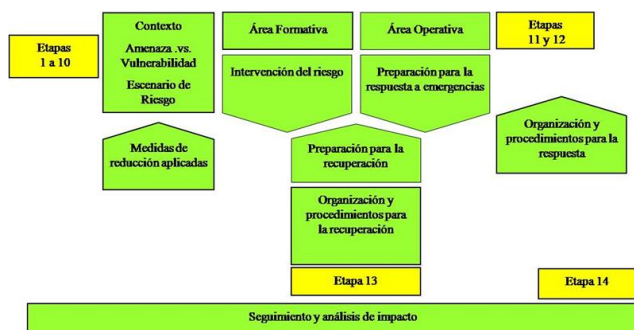 Etapas
1 a 10
Contexto
Amenaza .vs.
Vulnerabilidad
Escenario de
Riesgo
Área Formativa
Área Operativa
Etapas
11 y 12
Intervención del riesgo
Preparación para la
respuesta a emergencias
Medidas de
reducción aplicadas
Preparación para la
recuperación
Organización y
procedimientos para la
respuesta
Organización y
procedimientos para
la recuperación
Etapa 13
Etapa 14
Seguimiento y análisis de impacto